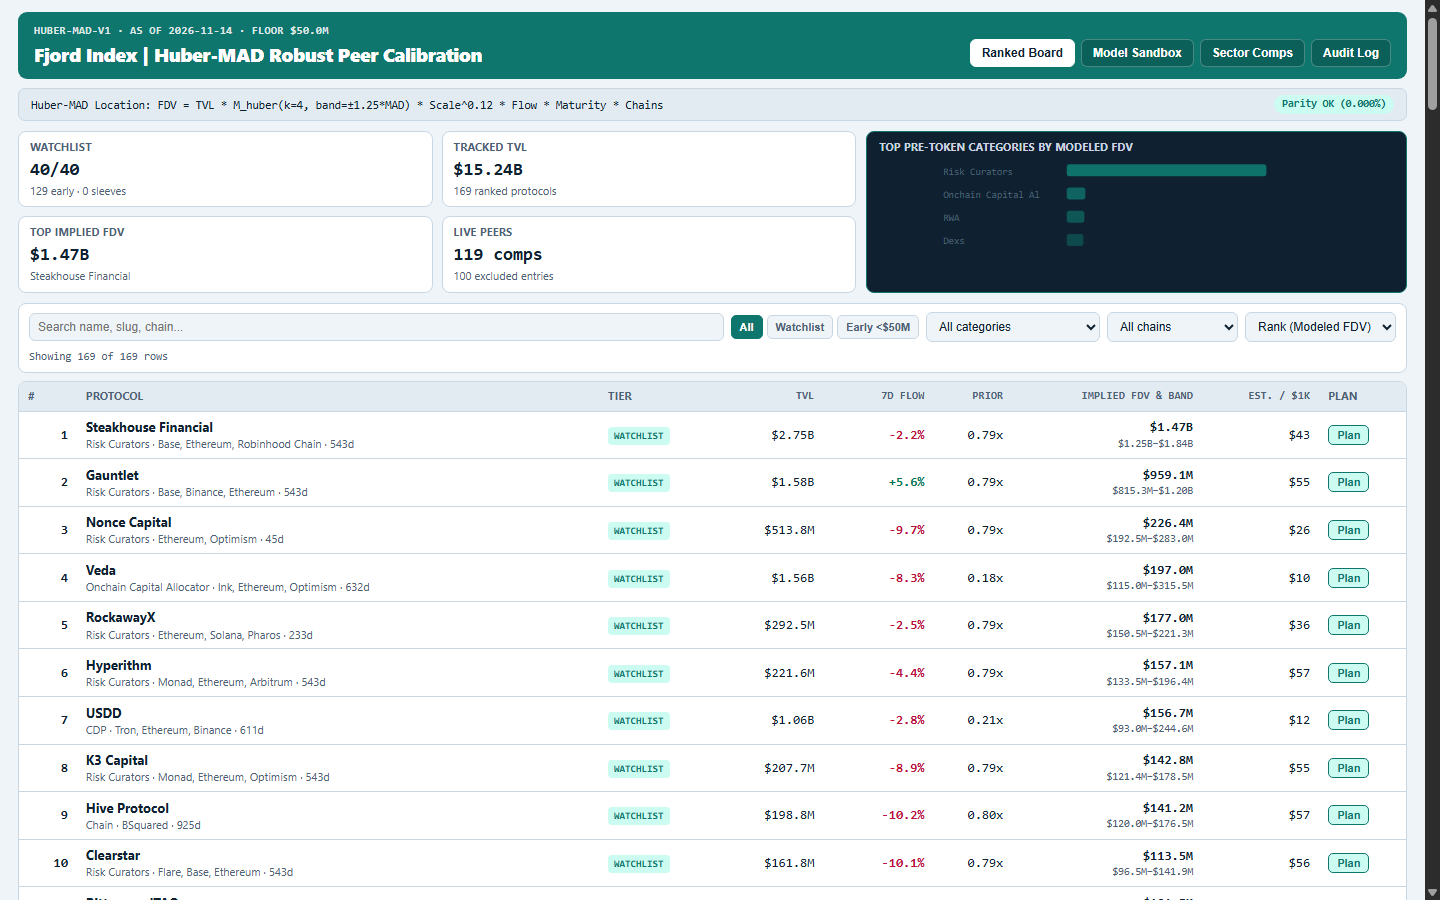 HUBER-MAD-V1 · AS OF 2026-11-14 · FLOOR $50.0M
Fjord Index | Huber-MAD Robust Peer Calibration
Ranked Board
Model Sandbox
Sector Comps
Audit Log
Huber-MAD Location: FDV = TVL * M_huber(k=4, band=±1.25*MAD) * Scale^0.12 * Flow * Maturity * Chains
Parity OK (0.000%)
WATCHLIST
40/40
129 early · 0 sleeves
TRACKED TVL
$15.24B
169 ranked protocols
TOP IMPLIED FDV
$1.47B
Steakhouse Financial
LIVE PEERS
119 comps
100 excluded entries
TOP PRE-TOKEN CATEGORIES BY MODELED FDV
Risk Curators
Onchain Capital Al
RWA
Dexs
Search name, slug, chain...
All
Watchlist
Early <$50M
All categories
All chains
Rank (Modeled FDV)
Showing 169 of 169 rows
# PROTOCOL TIER TVL 7D FLOW PRIOR IMPLIED FDV & BAND EST. / $1K PLAN
1 Steakhouse Financial WATCHLIST $2.75B -2.2% 0.79x $1.47B $43 Plan
Risk Curators · Base, Ethereum, Robinhood Chain · 543d $1.25B–$1.84B
2 Gauntlet WATCHLIST $1.58B +5.6% 0.79x $959.1M $55 Plan
Risk Curators · Base, Binance, Ethereum · 543d $815.3M–$1.20B
3 Nonce Capital WATCHLIST $513.8M -9.7% 0.79x $226.4M $26 Plan
Risk Curators · Ethereum, Optimism · 45d $192.5M–$283.0M
4 Veda WATCHLIST $1.56B -8.3% 0.18x $197.0M $10 Plan
Onchain Capital Allocator · Ink, Ethereum, Optimism · 632d $115.0M–$315.5M
5 RockawayX WATCHLIST $292.5M -2.5% 0.79x $177.0M $36 Plan
Risk Curators · Ethereum, Solana, Pharos · 233d $150.5M–$221.3M
6 Hyperithm WATCHLIST $221.6M -4.4% 0.79x $157.1M $57 Plan
Risk Curators · Monad, Ethereum, Arbitrum · 543d $133.5M–$196.4M
7 USDD WATCHLIST $1.06B -2.8% 0.21x $156.7M $12 Plan
CDP · Tron, Ethereum, Binance · 611d $93.0M–$244.6M
8 K3 Capital WATCHLIST $207.7M -8.9% 0.79x $142.8M $55 Plan
Risk Curators · Monad, Ethereum, Optimism · 543d $121.4M–$178.5M
9 Hive Protocol WATCHLIST $198.8M -10.2% 0.80x $141.2M $57 Plan
Chain · BSquared · 925d $120.0M–$176.5M
10 Clearstar WATCHLIST $161.8M -10.1% 0.79x $113.5M $56 Plan
Risk Curators · Flare, Base, Ethereum · 543d $96.5M–$141.9M